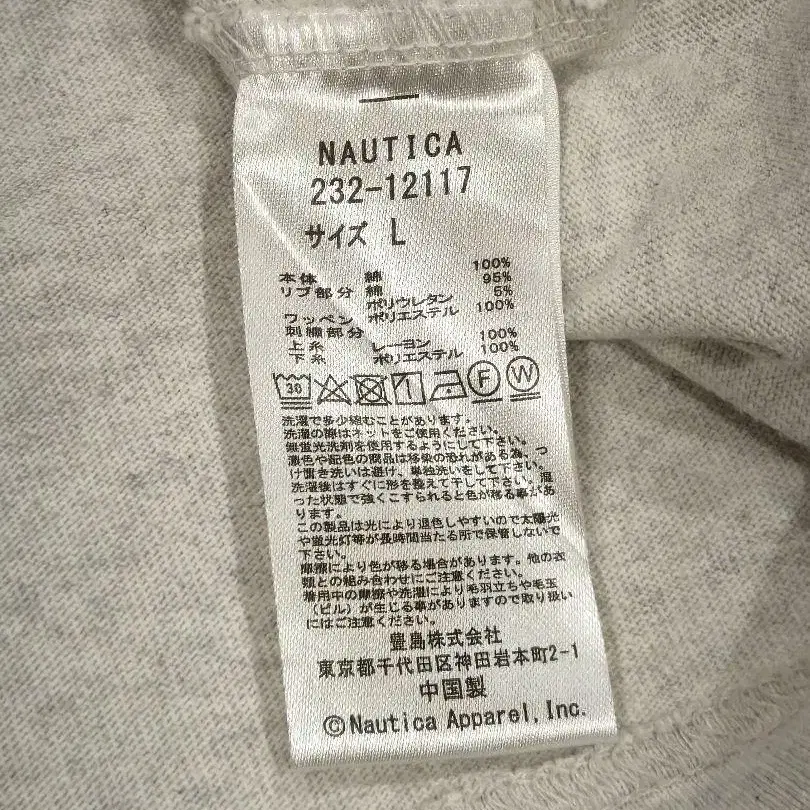 NAUTICA
232-12117
サイズ L
本体 綿 100%
リブ部分 綿 95%
ポリウレタン 5%
ワッペン ポリエステル 100%
刺繍部分
上糸 レーヨン 100%
下糸 ポリエステル 100%
30 F W
洗濯で多少縮むことがあります。
洗濯の際はネットをご使用ください。
無蛍光洗剤を使用するようにして下さい。
濃色や配色の商品は移染の恐れがある為、つ
け置き洗いは避け、単独洗いをして下さい。
洗濯後はすぐに形を整えて干して下さい。湿
った状態で強くこすられると色が移る事があ
ります。
この製品は光により退色しやすいので太陽光
や蛍光灯等が長時間当たる所で保管しないで
下さい。
摩擦により色が移る場合があります。他の衣
類との組み合わせにご注意ください。
着用中の摩擦や洗濯により毛羽立ちや毛玉
（ピル）が生じる事がありますので取り扱い
にはご注意ください。
豊島株式会社
東京都千代田区神田岩本町2-1
中国製
©Nautica Apparel, Inc.